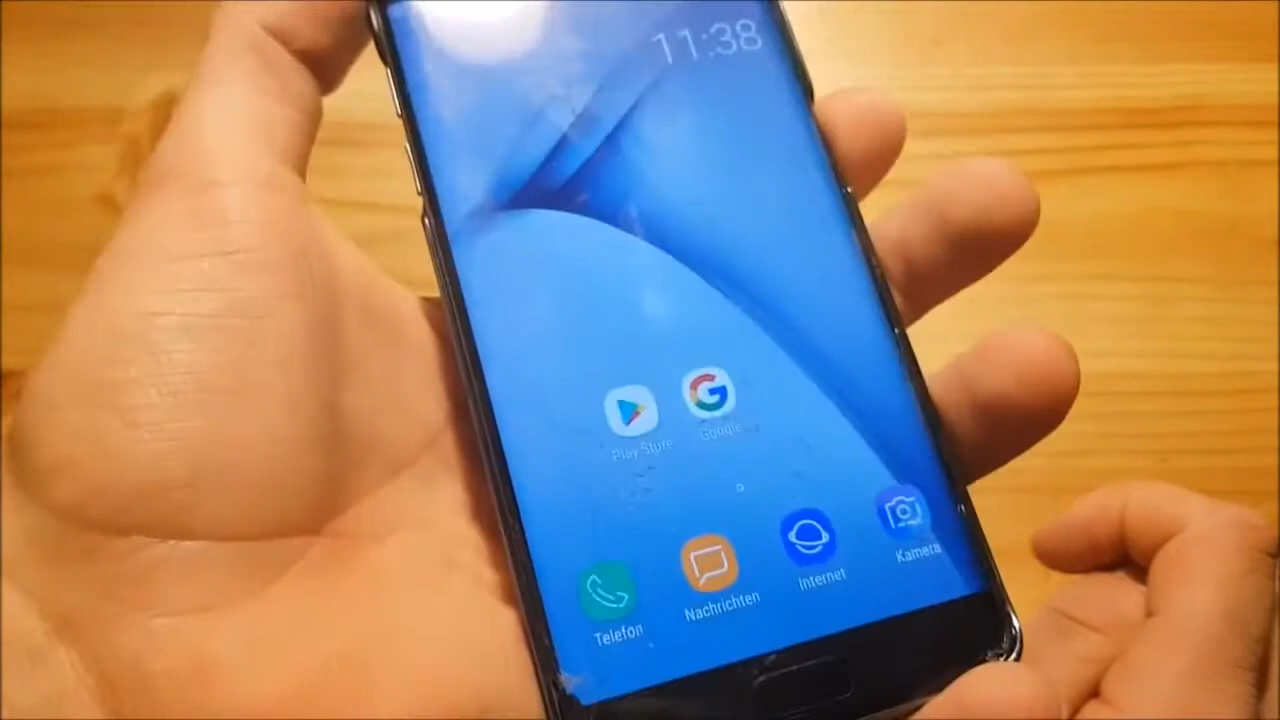 11:38
Play Store
Google
Telefon
Nachrichten
Internet
Kamera